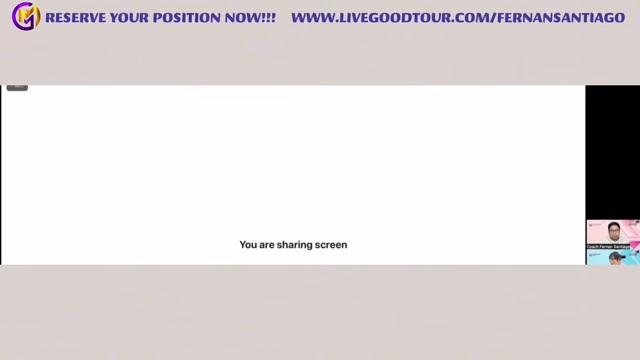 RESERVE YOUR POSITION NOW!!! WWW.LIVEGOODTOUR.COM/FERNANSANTIAGO
You are sharing screen
Coach Fernan Santiago